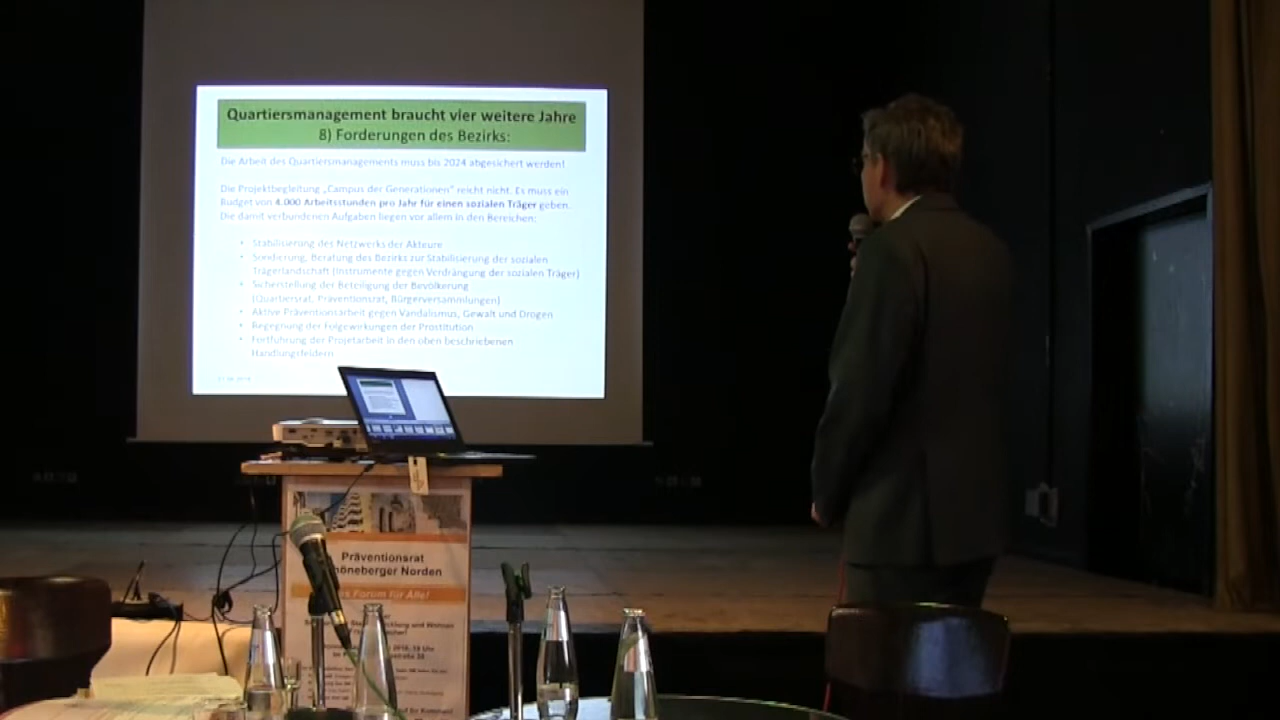 Quartiersmanagement braucht vier weitere Jahre
8) Forderungen des Bezirks:
Die Arbeit des Quartiersmanagements muss bis 2024 abgesichert werden!
Die Projektbegleitung „Campus der Generationen" reicht nicht. Es muss ein
Budget von 4.000 Arbeitsstunden pro Jahr für einen sozialen Träger geben.
Die damit verbundenen Aufgaben liegen vor allem in den Bereichen:
• Stabilisierung des Netzwerks der Akteure
• Sondierung, Beratung des Bezirks zur Stabilisierung der sozialen
Trägerlandschaft (Instrumente gegen Verdrängung der sozialen Träger)
• Sicherstellung der Beteiligung der Bevölkerung
(Quartiersrat, Präventionsrat, Bürgerversammlungen)
• Aktive Präventionsarbeit gegen Vandalismus, Gewalt und Drogen
• Begegnung der Folgewirkungen der Prostitution
• Fortführung der Projetarbeit in den oben beschriebenen
Handlungsfeldern
Präventionsrat
höneberger Norden
s Forum für Alle!